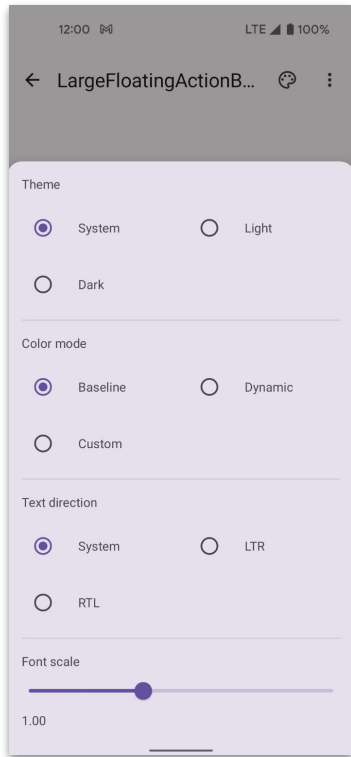 12:00 LTE 100%
LargeFloatingActionB...
Theme
System Light
Dark
Color mode
Baseline Dynamic
Custom
Text direction
System LTR
RTL
Font scale
1.00